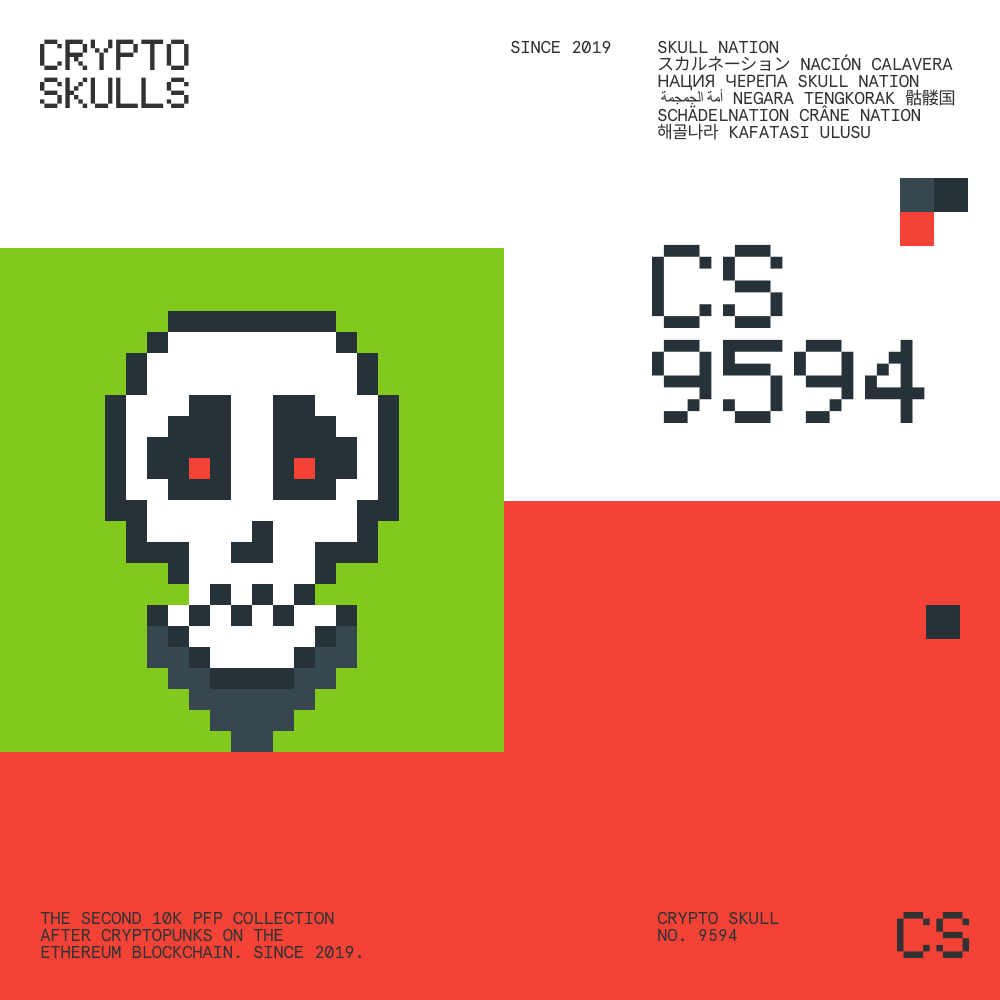 CRYPTO
SKULLS
SINCE 2019
SKULL NATION
スカルネーション NACIÓN CALAVERA
НАЦИЯ ЧЕРЕПА SKULL NATION
أمة الجمجمة NEGARA TENGKORAK 骷髅国
SCHÄDELNATION CRÂNE NATION
해골나라 KAFATASI ULUSU
CS
9594
THE SECOND 10K PFP COLLECTION
AFTER CRYPTOPUNKS ON THE
ETHEREUM BLOCKCHAIN. SINCE 2019.
CRYPTO SKULL
NO. 9594
CS